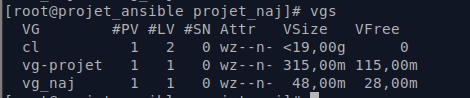 [root@projet_ansible projet_naj]# vgs
  VG        #PV #LV #SN Attr   VSize   VFree
  cl          1   2   0 wz--n- <19,00g      0
  vg-projet   1   1   0 wz--n- 315,00m 115,00m
  vg_naj      1   1   0 wz--n-  48,00m  28,00m